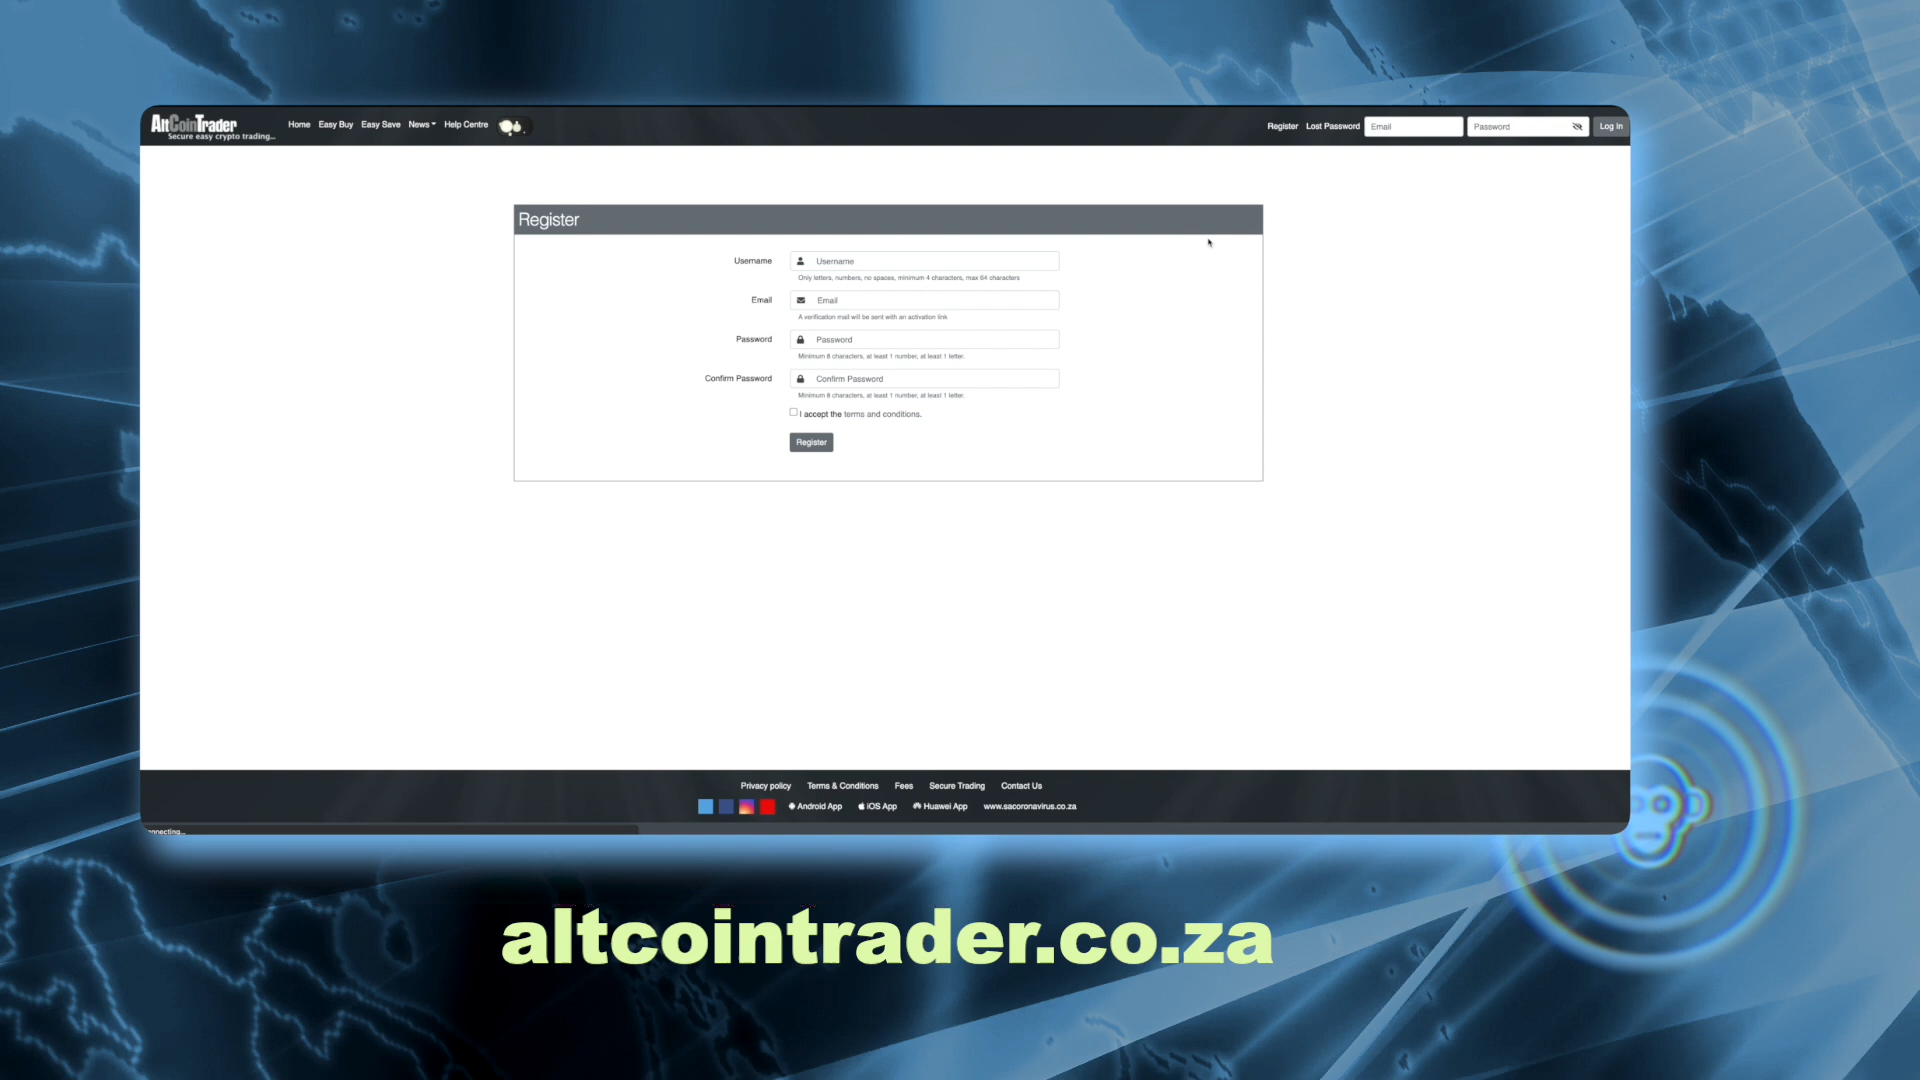 AltCoinTrader
Secure easy crypto trading...
Home Easy Buy Easy Save News Help Centre
Register Lost Password Email Password Log In
Register
Username Username
Only letters, numbers, no spaces, minimum 4 characters, max 64 characters
Email Email
A verification mail will be sent with an activation link
Password Password
Minimum 8 characters, at least 1 number, at least 1 letter.
Confirm Password Confirm Password
Minimum 8 characters, at least 1 number, at least 1 letter.
I accept the terms and conditions.
Register
Privacy policy Terms & Conditions Fees Secure Trading Contact Us
Android App iOS App Huawei App www.sacoronavirus.co.za
onnecting...
altcointrader.co.za